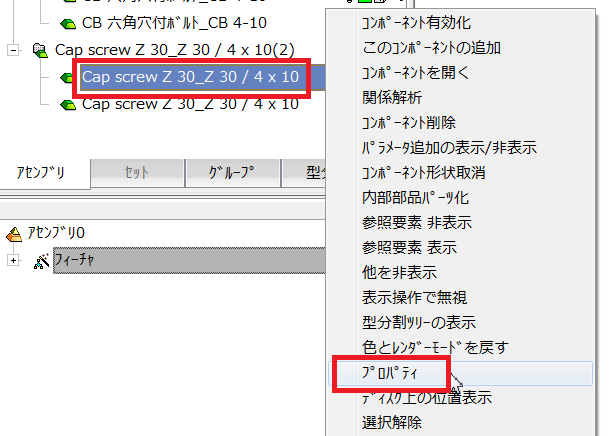 CB 六角穴付ﾎﾞﾙﾄ_CB 4-10
Cap screw Z 30_Z 30 / 4 x 10(2)
Cap screw Z 30_Z 30 / 4 x 10
Cap screw Z 30_Z 30 / 4 x 10
ｱｾﾝﾌﾞﾘ
ｾｯﾄ
ｸﾞﾙｰﾌﾟ
ｱｾﾝﾌﾞﾘ0
ﾌｨｰﾁｬ
ｺﾝﾎﾟｰﾈﾝﾄ有効化
このｺﾝﾎﾟｰﾈﾝﾄの追加
ｺﾝﾎﾟｰﾈﾝﾄを開く
関係解析
ｺﾝﾎﾟｰﾈﾝﾄ削除
ﾊﾟﾗﾒｰﾀ追加の表示/非表示
ｺﾝﾎﾟｰﾈﾝﾄ形状取消
内部部品ﾊﾟｰﾂ化
参照要素 非表示
参照要素 表示
他を非表示
表示操作で無視
型分割ﾂﾘｰの表示
色とﾚﾝﾀﾞｰﾓｰﾄﾞを戻す
ﾌﾟﾛﾊﾟﾃｨ
ﾃﾞｨｽｸ上の位置表示
選択解除